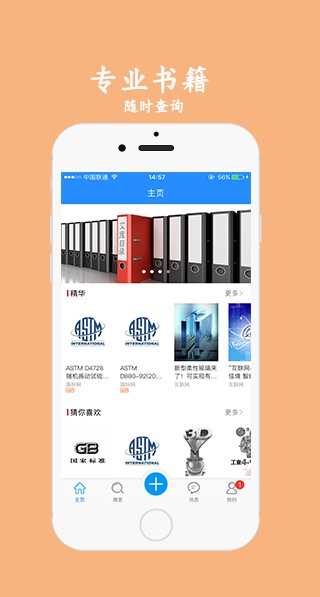 专业书籍
随时查询
中国联通
14:57
56%
主页
文库目录
精华
更多
ASTM
INTERNATIONAL
ASTM
INTERNATIONAL
ASTM D4728
随机振动试验...
国标网
ASTM
D880-92(20...
国标网
新型柔性玻璃来
了！可实现有...
互联网
"互联网
佳境 智能
互联网
猜你喜欢
更多
GB
国家标准
ASTM
INTERNATIONAL
3D
工业4
主页
搜索
消息
我的
1